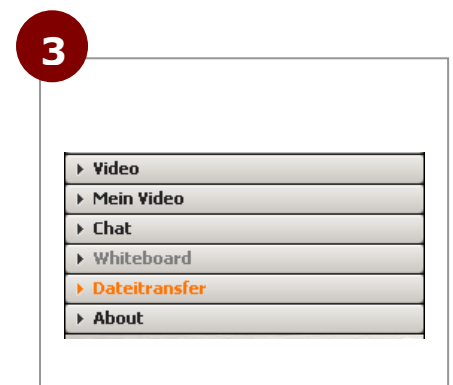 3
Video
Mein Video
Chat
Whiteboard
Dateitransfer
About